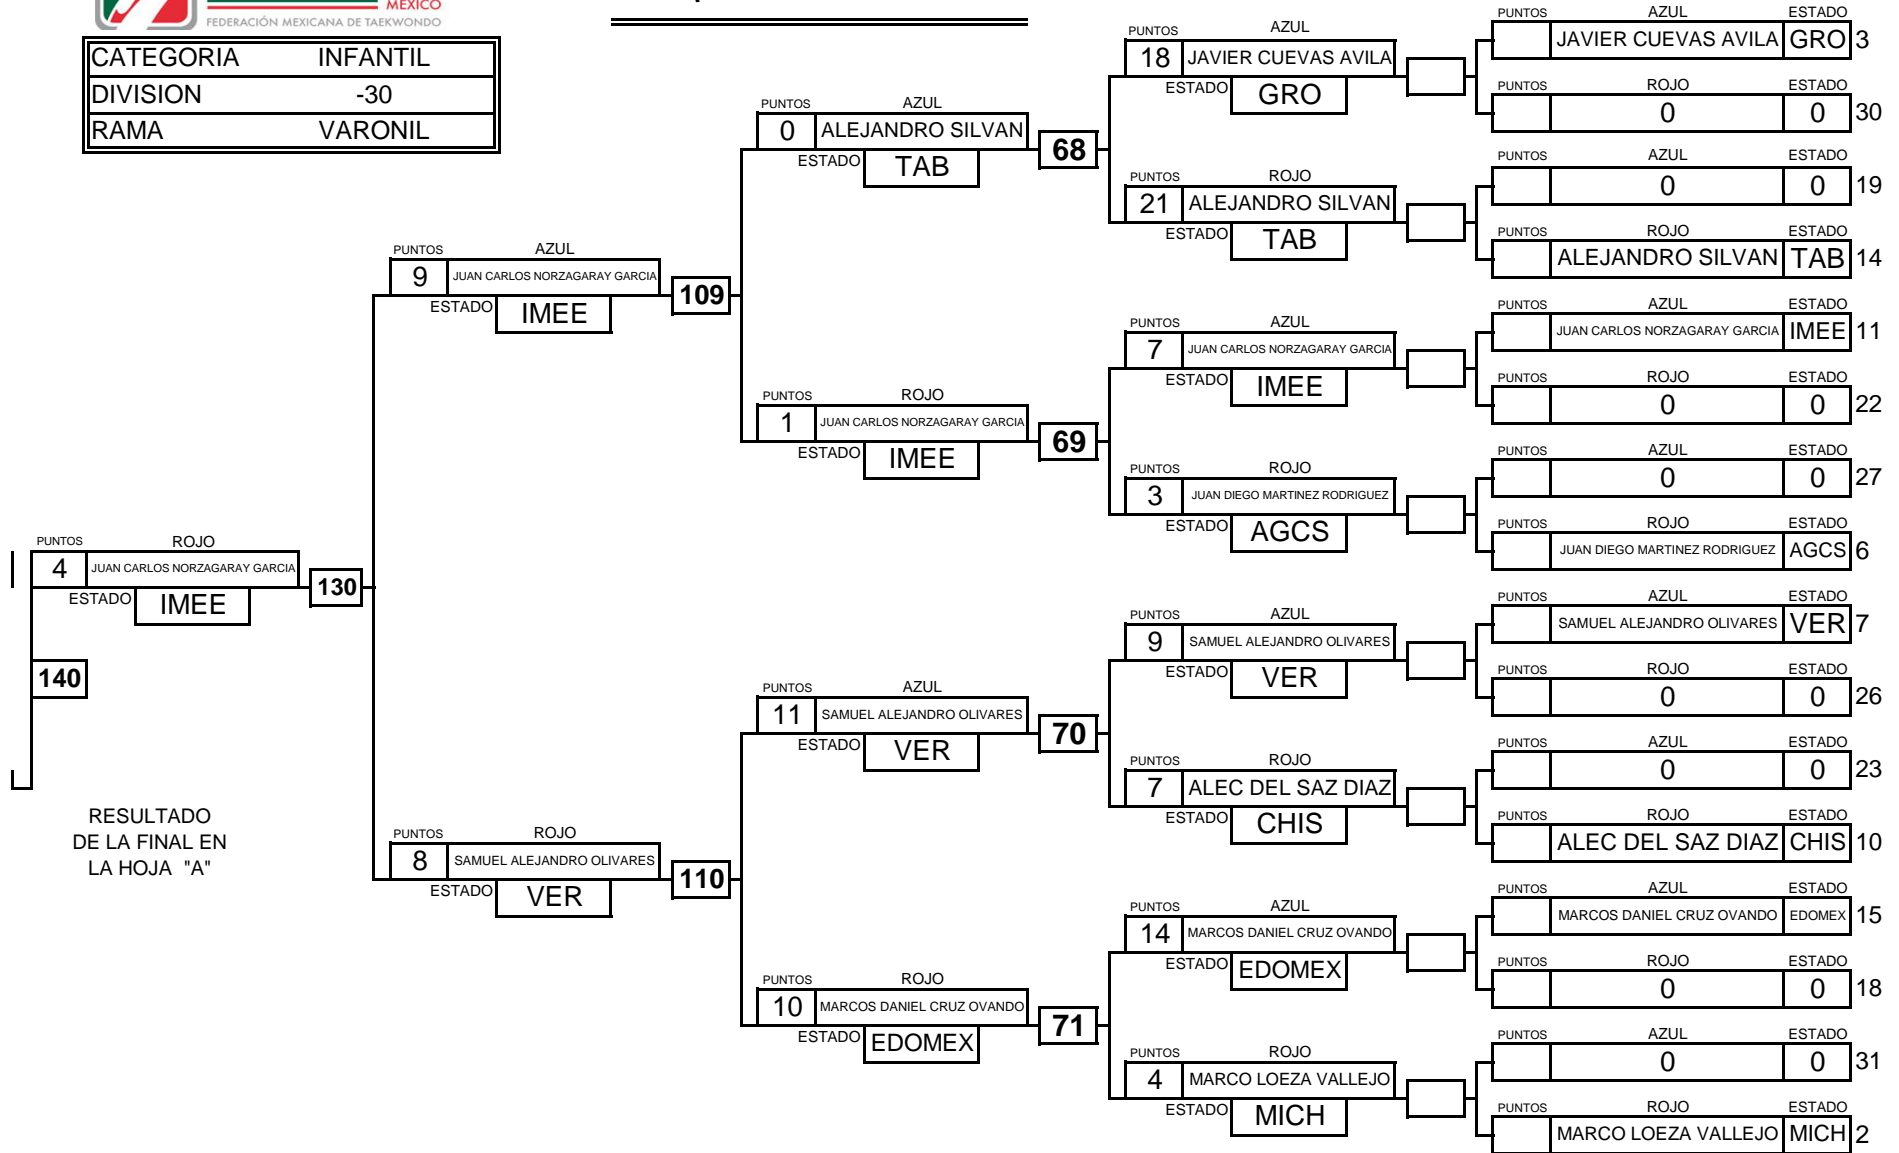 MEXICO
FEDERACIÓN MEXICANA DE TAEKWONDO
CATEGORIA INFANTIL
DIVISION -30
RAMA VARONIL
PUNTOS ROJO
4 JUAN CARLOS NORZAGARAY GARCIA
ESTADO IMEE
130
140
RESULTADO
DE LA FINAL EN
LA HOJA "A"
PUNTOS AZUL
9 JUAN CARLOS NORZAGARAY GARCIA
ESTADO IMEE
109
PUNTOS ROJO
8 SAMUEL ALEJANDRO OLIVARES
ESTADO VER
110
PUNTOS AZUL
0 ALEJANDRO SILVAN
ESTADO TAB
68
PUNTOS ROJO
1 JUAN CARLOS NORZAGARAY GARCIA
ESTADO IMEE
69
PUNTOS AZUL
11 SAMUEL ALEJANDRO OLIVARES
ESTADO VER
70
PUNTOS ROJO
10 MARCOS DANIEL CRUZ OVANDO
ESTADO EDOMEX
71
PUNTOS AZUL
18 JAVIER CUEVAS AVILA
ESTADO GRO
PUNTOS ROJO
21 ALEJANDRO SILVAN
ESTADO TAB
PUNTOS AZUL
7 JUAN CARLOS NORZAGARAY GARCIA
ESTADO IMEE
PUNTOS ROJO
3 JUAN DIEGO MARTINEZ RODRIGUEZ
ESTADO AGCS
PUNTOS AZUL
9 SAMUEL ALEJANDRO OLIVARES
ESTADO VER
PUNTOS ROJO
7 ALEC DEL SAZ DIAZ
ESTADO CHIS
PUNTOS AZUL
14 MARCOS DANIEL CRUZ OVANDO
ESTADO EDOMEX
PUNTOS ROJO
4 MARCO LOEZA VALLEJO
ESTADO MICH
PUNTOS AZUL ESTADO
JAVIER CUEVAS AVILA GRO 3
PUNTOS ROJO ESTADO
0 0 30
PUNTOS AZUL ESTADO
0 0 19
PUNTOS ROJO ESTADO
ALEJANDRO SILVAN TAB 14
PUNTOS AZUL ESTADO
JUAN CARLOS NORZAGARAY GARCIA IMEE 11
PUNTOS ROJO ESTADO
0 0 22
PUNTOS AZUL ESTADO
0 0 27
PUNTOS ROJO ESTADO
JUAN DIEGO MARTINEZ RODRIGUEZ AGCS 6
PUNTOS AZUL ESTADO
SAMUEL ALEJANDRO OLIVARES VER 7
PUNTOS ROJO ESTADO
0 0 26
PUNTOS AZUL ESTADO
0 0 23
PUNTOS ROJO ESTADO
ALEC DEL SAZ DIAZ CHIS 10
PUNTOS AZUL ESTADO
MARCOS DANIEL CRUZ OVANDO EDOMEX 15
PUNTOS ROJO ESTADO
0 0 18
PUNTOS AZUL ESTADO
0 0 31
PUNTOS ROJO ESTADO
MARCO LOEZA VALLEJO MICH 2